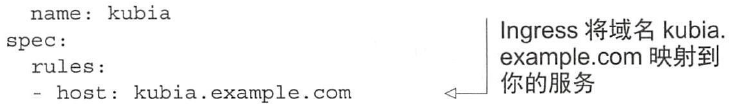 name: kubia
spec:
rules:
- host: kubia.example.com
Ingress 将域名 kubia.
example.com 映射到
你的服务